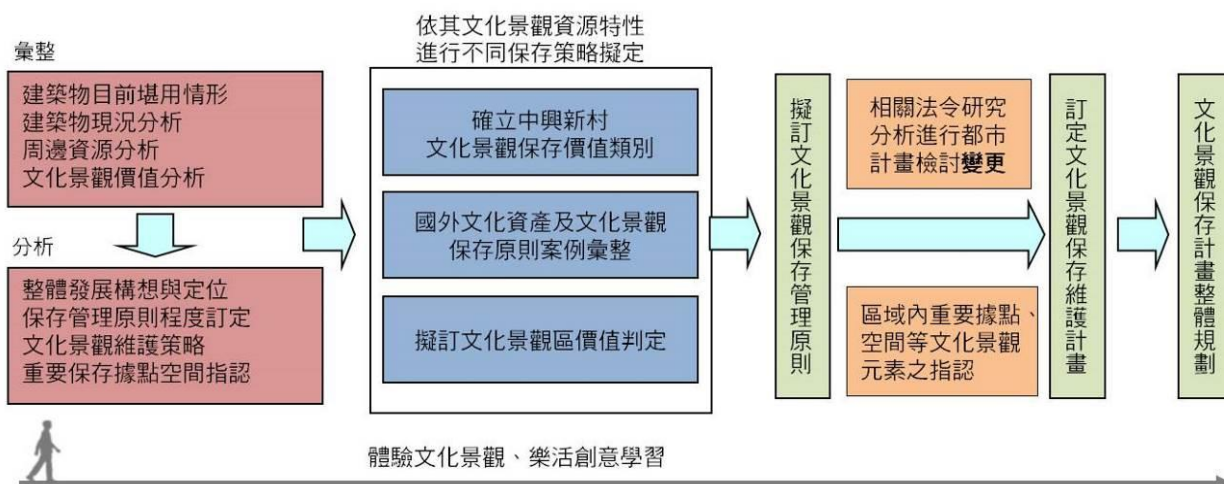 彙整
建築物目前堪用情形
建築物現況分析
周邊資源分析
文化景觀價值分析
分析
整體發展構想與定位
保存管理原則程度訂定
文化景觀維護策略
重要保存據點空間指認
依其文化景觀資源特性
進行不同保存策略擬定
確立中興新村
文化景觀保存價值類別
國外文化資產及文化景觀
保存原則案例彙整
擬訂文化景觀區價值判定
擬訂文化景觀保存管理原則
相關法令研究
分析進行都市
計畫檢討變更
區域內重要據點、
空間等文化景觀
元素之指認
訂定文化景觀保存維護計畫
文化景觀保存計畫整體規劃
體驗文化景觀、樂活創意學習